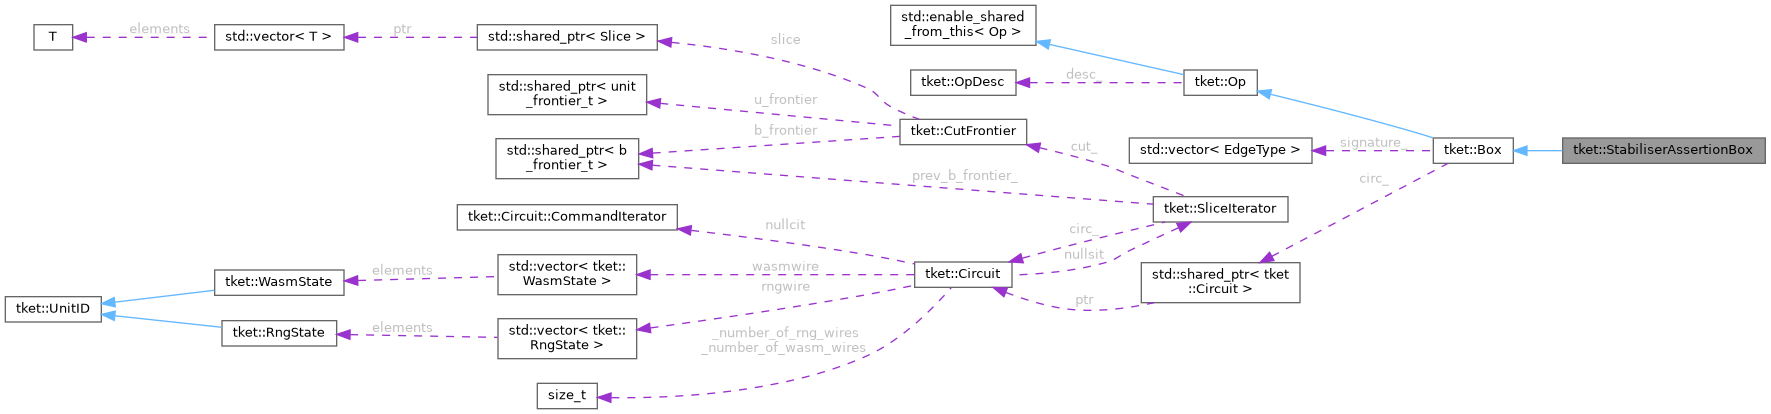 T
elements
std::vector< T >
ptr
std::shared_ptr< Slice >
slice
std::enable_shared
_from_this< Op >
tket::OpDesc
desc_
tket::Op
std::shared_ptr< unit
_frontier_t >
u_frontier
tket::CutFrontier
b_frontier
std::shared_ptr< b
_frontier_t >
cut_
std::vector< EdgeType >
signature_
tket::Box
tket::StabiliserAssertionBox
prev_b_frontier_
circ_
tket::SliceIterator
tket::Circuit::CommandIterator
nullcit
circ_
nullsit
std::vector< tket::
WasmState >
wasmwire
tket::Circuit
std::shared_ptr< tket
::Circuit >
ptr
elements
tket::WasmState
rngwire
tket::UnitID
tket::RngState
elements
std::vector< tket::
RngState >
_number_of_rng_wires
_number_of_wasm_wires
size_t